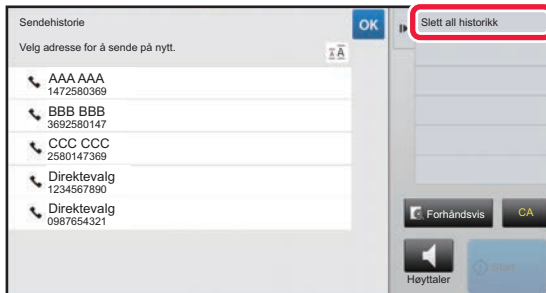 Sendehistorie
OK
Velg adresse for å sende på nytt.
AAA AAA
1472580369
BBB BBB
3692580147
CCC CCC
2580147369
Direktevalg
1234567890
Direktevalg
0987654321
Slett all historikk
Forhåndsvis
CA
Høyttaler
Start